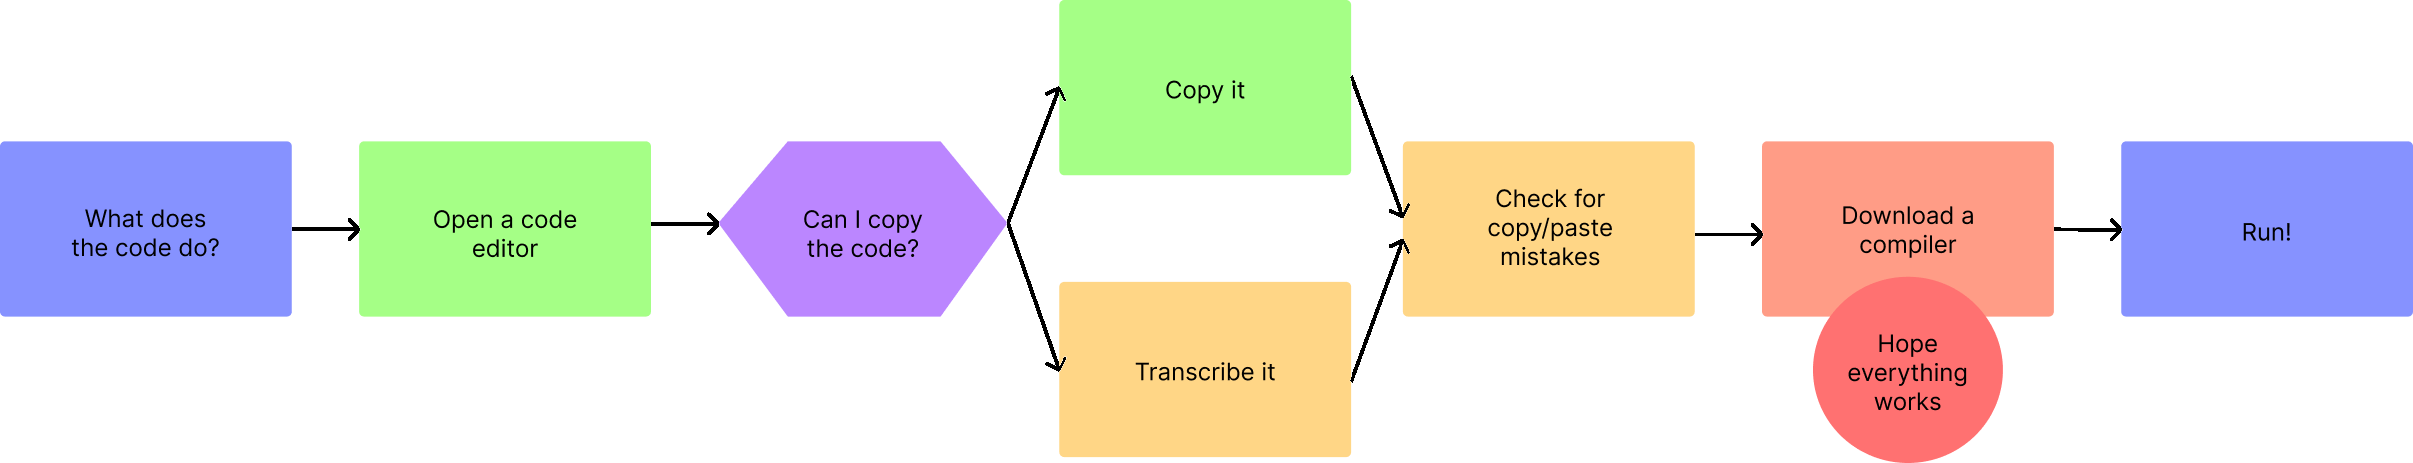 What does
the code do?
Open a code
editor
Can I copy
the code?
Copy it
Transcribe it
Check for
copy/paste
mistakes
Download a
compiler
Hope
everything
works
Run!